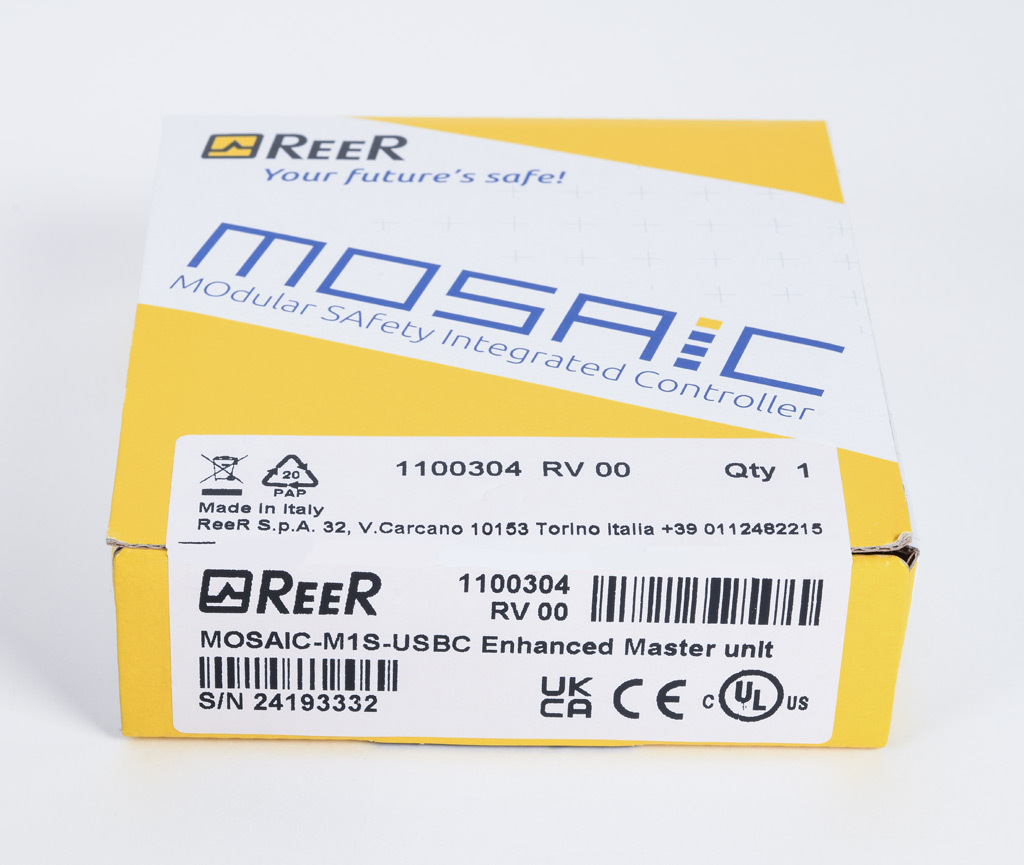 REER
Your future's safe!
MOSAiC
MOdular SAfety Integrated Controller
1100304 RV 00 Qty 1
20
PAP
Made in Italy
ReeR S.p.A. 32, V.Carcano 10153 Torino Italia +39 0112482215
REER
1100304
RV 00
MOSAIC-M1S-USBC Enhanced Master unit
S/N 24193332
UK
CA CE c UL US